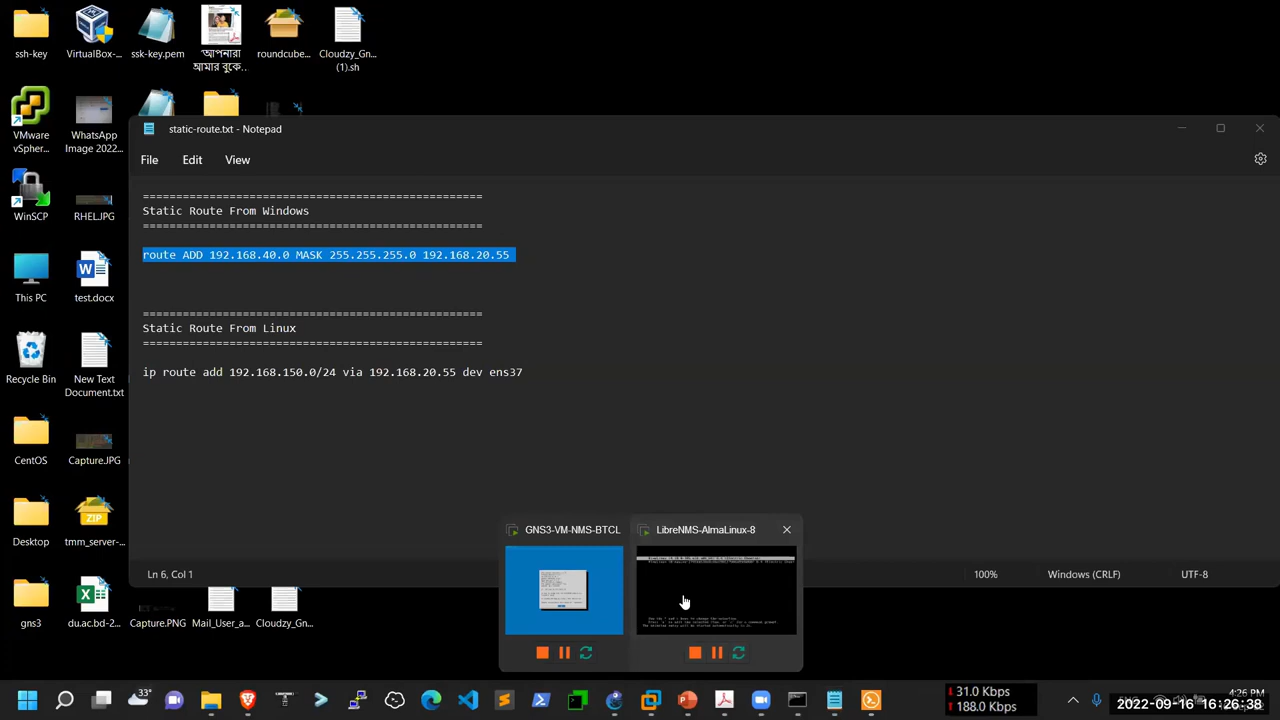 ssh-key
VirtualBox-...
ssk-key.pem
'আপনারা
আমার বুকে...
roundcube...
Cloudzy_Gn...
(1).sh
VMware
vSpher...
WhatsApp
Image 2022...
WinSCP
RHEL.JPG
This PC
test.docx
Recycle Bin
New Text
Document.txt
CentOS
Capture.JPG
Desktop
tmm_server-...
gns3
du.ac.bd-2...
Capture.PNG
Mail_User_a...
Cloudzy_Gn...
static-route.txt - Notepad
File Edit View
===================================================
Static Route From Windows
===================================================
route ADD 192.168.40.0 MASK 255.255.255.0 192.168.20.55
===================================================
Static Route From Linux
===================================================
ip route add 192.168.150.0/24 via 192.168.20.55 dev ens37
Ln 6, Col 1
100%
Windows (CRLF)
UTF-8
GNS3-VM-NMS-BTCL
LibreNMS-AlmaLinux-8
33°
31.0 Kbps
188.0 Kbps
4:26 PM
2022-09-16 16:26:38